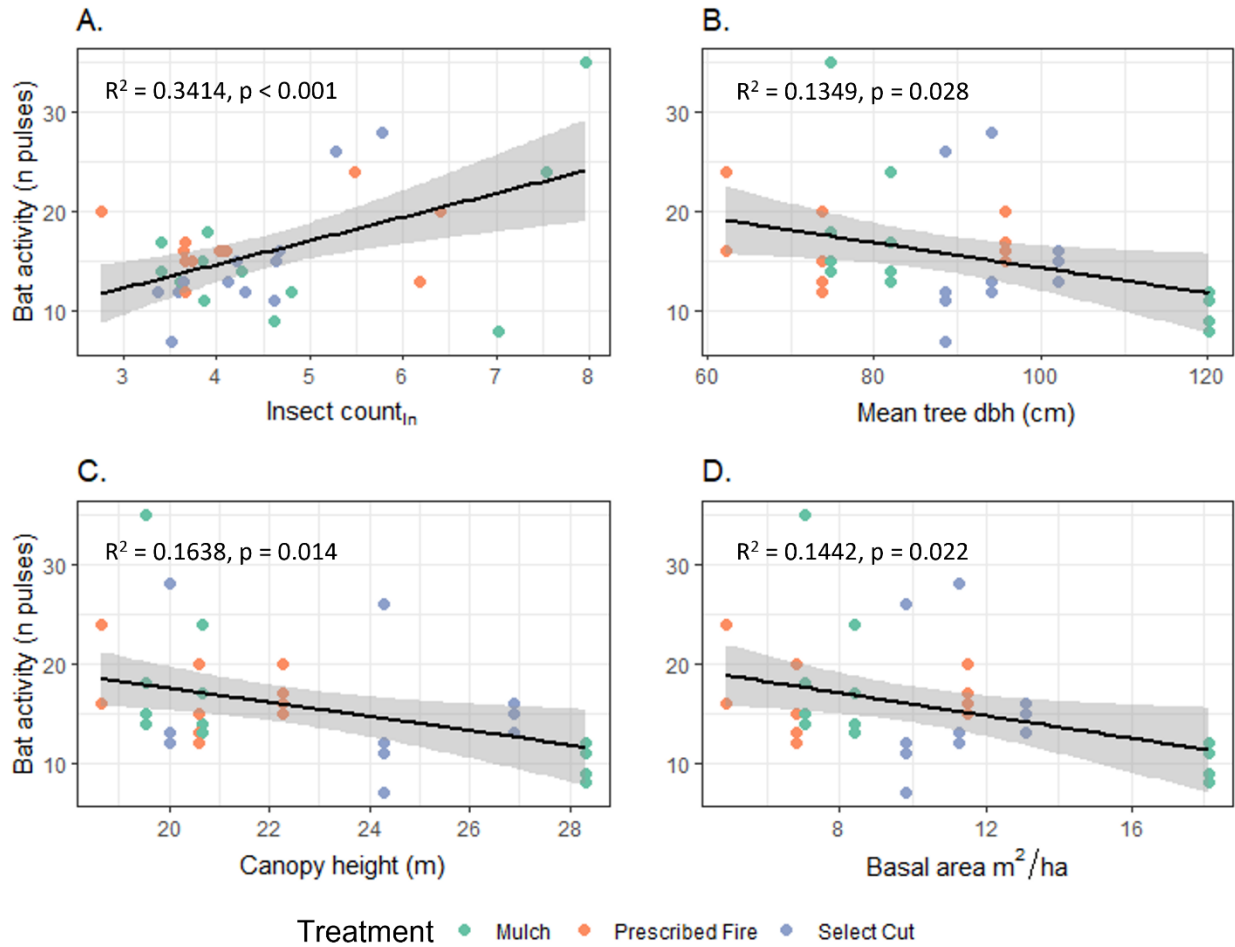 A.
R² = 0.3414, p < 0.001
Bat activity (n pulses)
30
20
10
3 4 5 6 7 8
Insect countₗₙ
B.
R² = 0.1349, p = 0.028
30
20
10
60 80 100 120
Mean tree dbh (cm)
C.
R² = 0.1638, p = 0.014
Bat activity (n pulses)
30
20
10
20 22 24 26 28
Canopy height (m)
D.
R² = 0.1442, p = 0.022
30
20
10
8 12 16
Basal area m²/ha
Treatment Mulch Prescribed Fire Select Cut